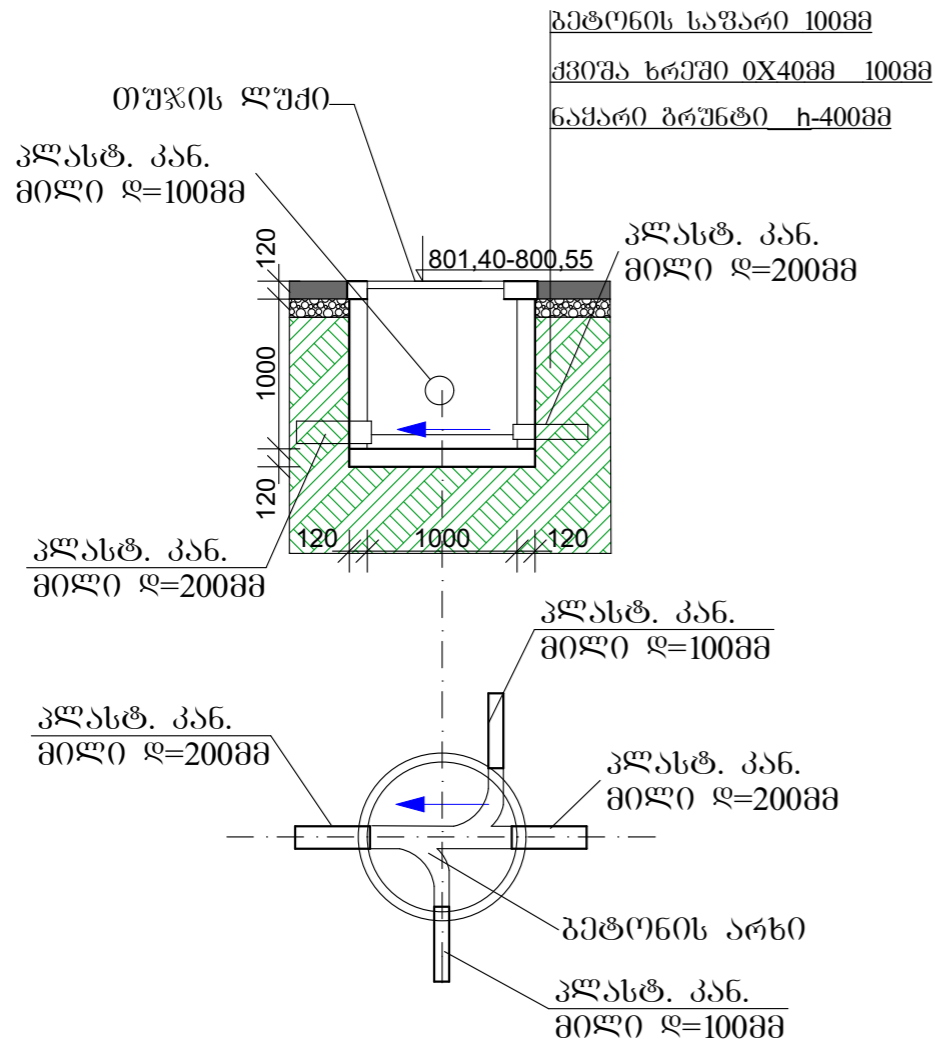 ბეტონის საფარი 100მმ
ქვიშა ხრეში 0X40მმ 100მმ
ნაყარი გრუნტი h-400მმ
თუჯის ლუქი
პლასტ. კან.
მილი დ=100მმ
პლასტ. კან.
მილი დ=200მმ
801,40-800,55
120
1000
120
120
1000
120
პლასტ. კან.
მილი დ=200მმ
პლასტ. კან.
მილი დ=100მმ
პლასტ. კან.
მილი დ=200მმ
პლასტ. კან.
მილი დ=200მმ
ბეტონის არხი
პლასტ. კან.
მილი დ=100მმ